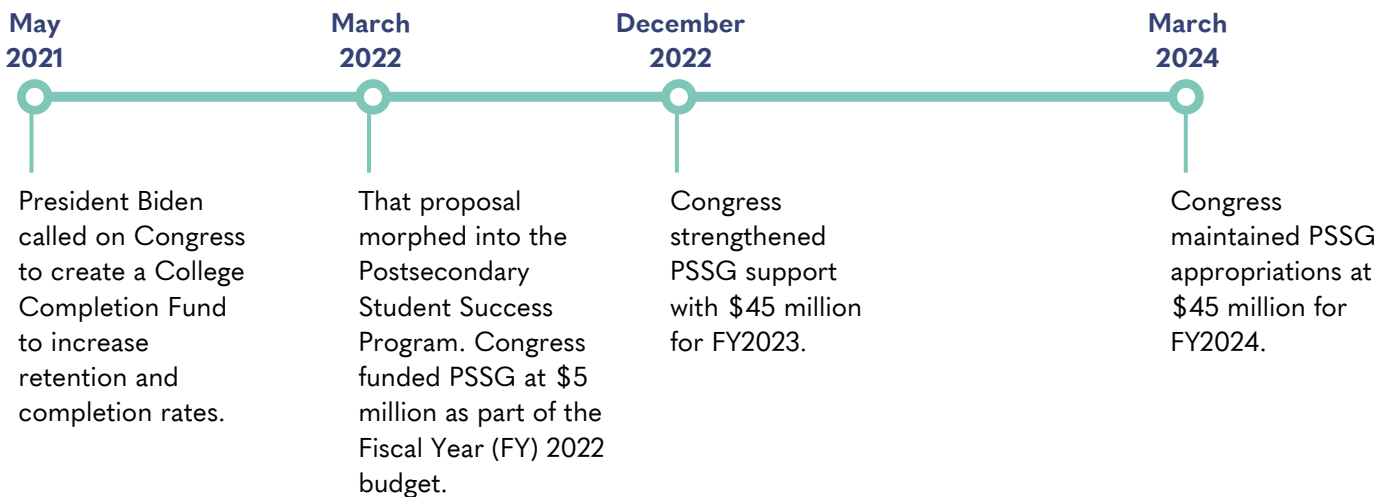 May
2021
March
2022
December
2022
March
2024
President Biden
called on Congress
to create a College
Completion Fund
to increase
retention and
completion rates.
That proposal
morphed into the
Postsecondary
Student Success
Program. Congress
funded PSSG at $5
million as part of the
Fiscal Year (FY) 2022
budget.
Congress
strengthened
PSSG support
with $45 million
for FY2023.
Congress
maintained PSSG
appropriations at
$45 million for
FY2024.